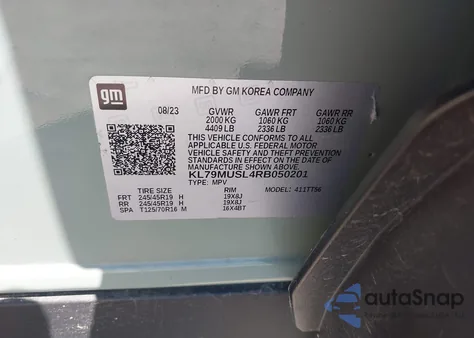 gm
MFD BY GM KOREA COMPANY
08/23 GVWR GAWR FRT GAWR RR
2000 KG 1060 KG 1060 KG
4409 LB 2336 LB 2336 LB
THIS VEHICLE CONFORMS TO ALL
APPLICABLE U.S. FEDERAL MOTOR
VEHICLE SAFETY AND THEFT
PREVENTION STANDARDS IN EFFECT ON THE DATE OF
MANUFACTURE SHOWN ABOVE.
KL79MUSL4RB050201
TYPE: MPV MODEL: 411TT56
TIRE SIZE RIM
FRT 245/45R19 H 19X8J
RR 245/45R19 H 19X8J
SPA T125/70R16 M 16X4BT
autoSnap